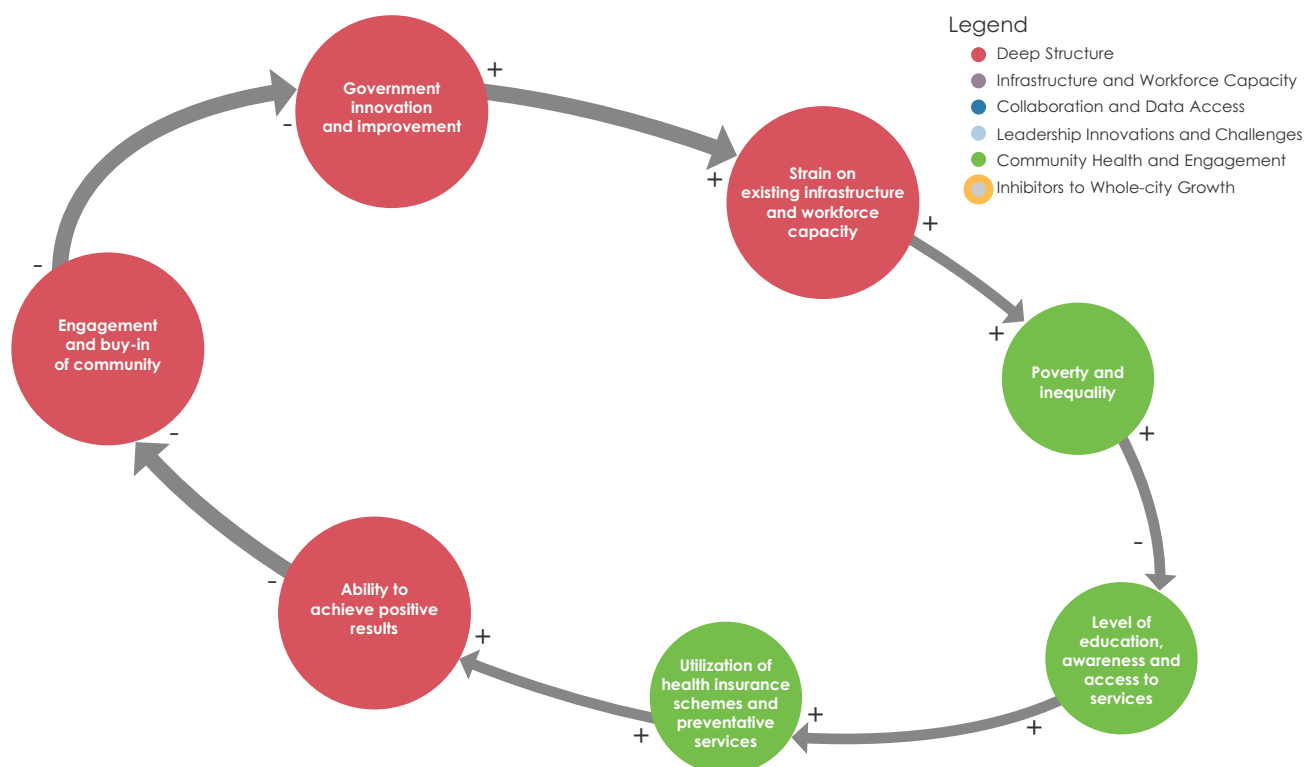 Legend
Deep Structure
Infrastructure and Workforce Capacity
Collaboration and Data Access
Leadership Innovations and Challenges
Community Health and Engagement
Inhibitors to Whole-city Growth
Government
innovation
and improvement
+
-
+
+
Strain on
existing infrastructure
and workforce
capacity
+
+
Poverty and
inequality
+
-
Level of
education,
awareness and
access to
services
+
+
Utilization of
health insurance
schemes and
preventative
services
+
+
Ability to
achieve positive
results
-
-
Engagement
and buy-in
of community
-